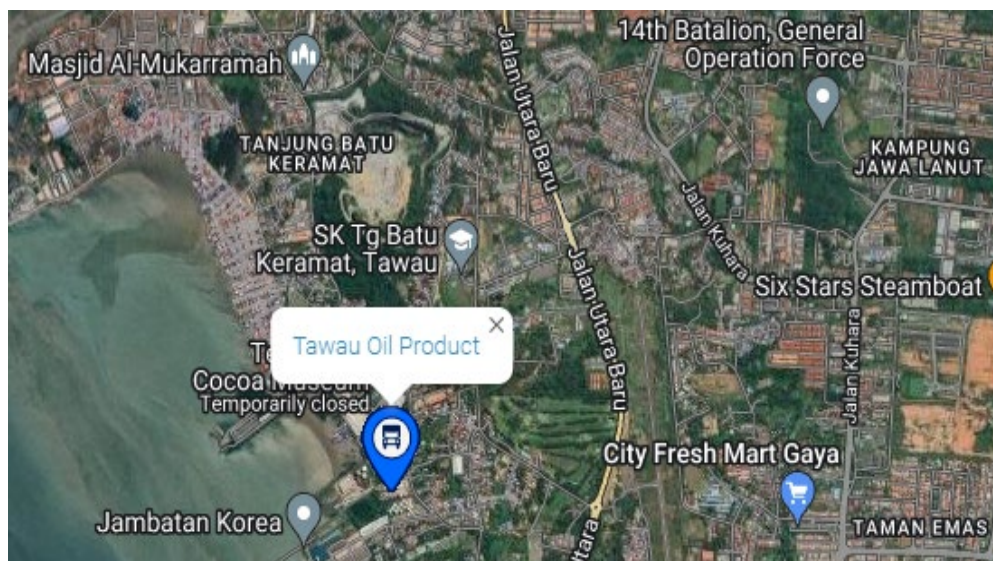 14th Batalion, General
Operation Force
Masjid Al-Mukarramah
Jalan Utara Baru
TANJUNG BATU
KERAMAT
KAMPUNG
JAWA LANUT
Jalan Kuhara
SK Tg Batu
Keramat, Tawau
Jalan Utara Baru
Six Stars Steamboat
Tawau Oil Product
Te
Cocoa Museum
Temporarily closed
Jalan Kuhara
City Fresh Mart Gaya
Jambatan Korea
Utara
TAMAN EMAS